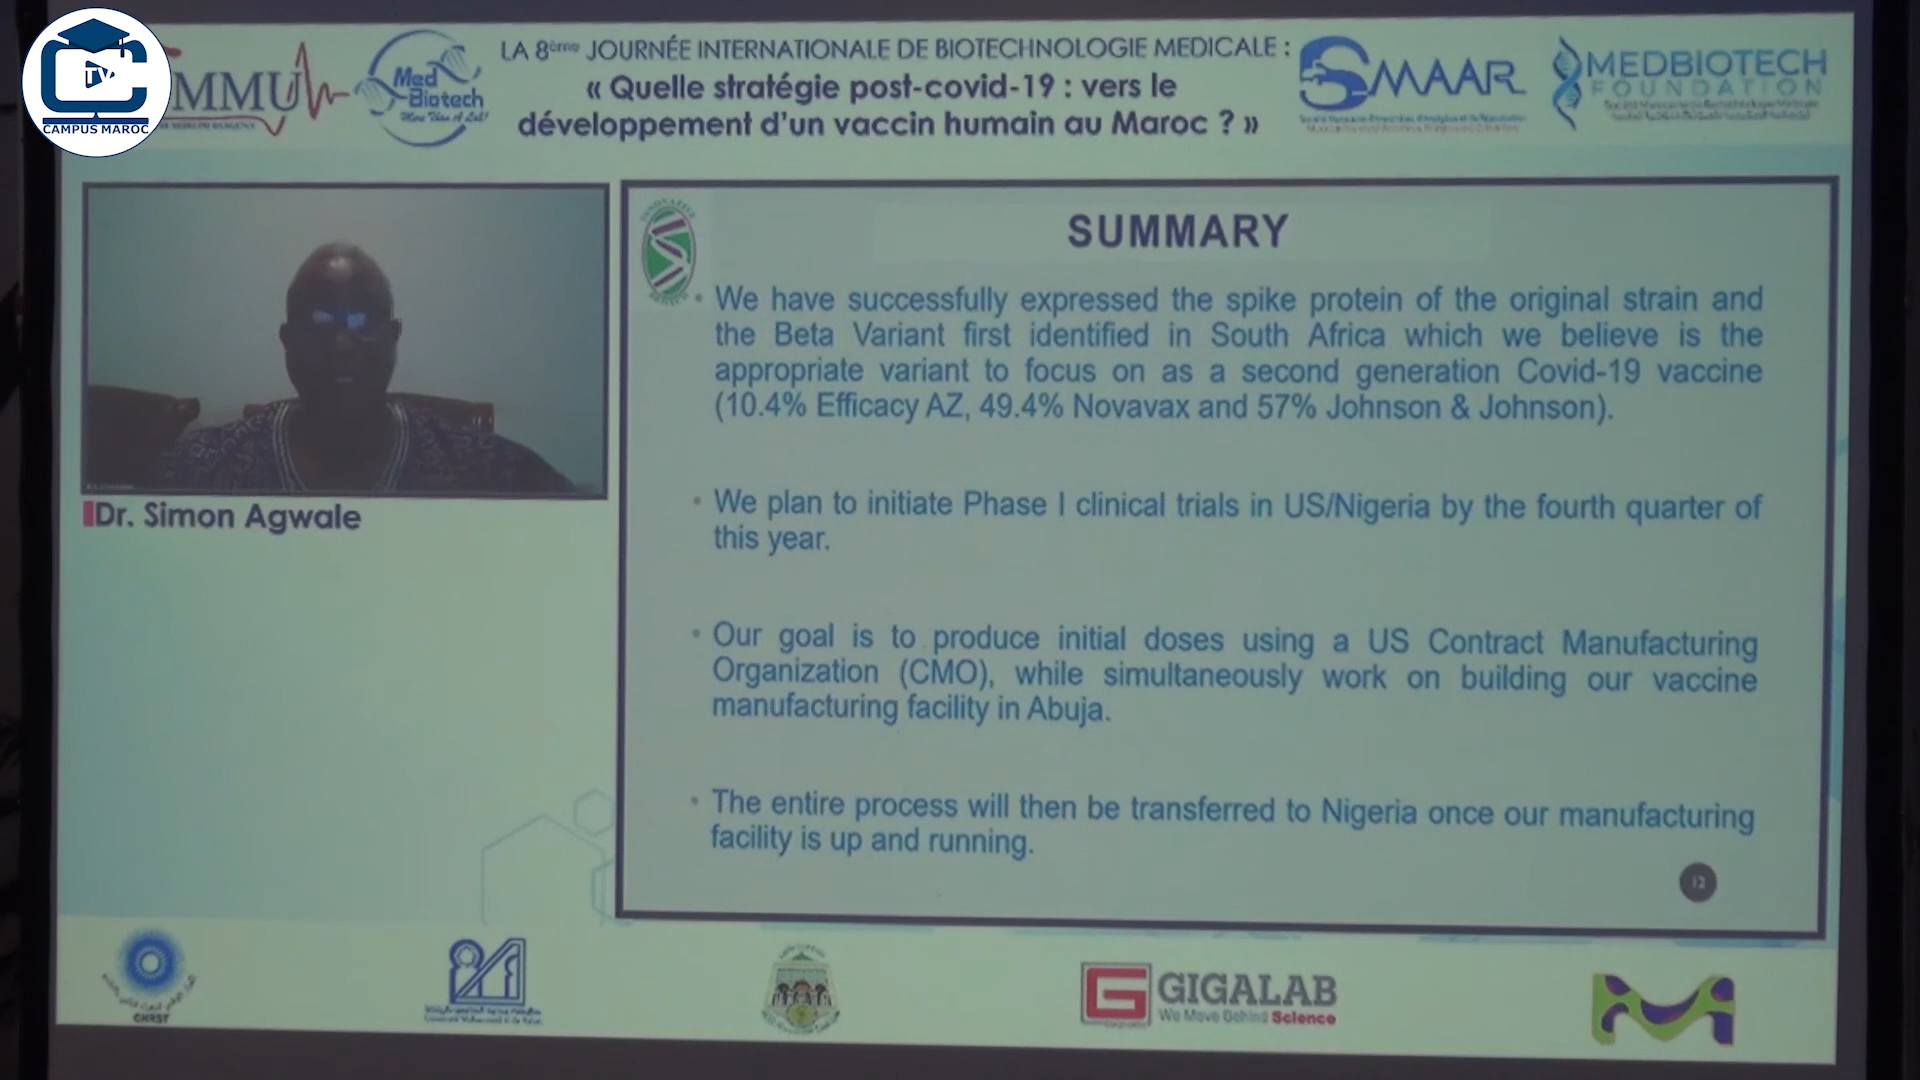 TV
CAMPUS MAROC
MMU
Med
Biotech
More Than A Lab!
LA 8ème JOURNÉE INTERNATIONALE DE BIOTECHNOLOGIE MEDICALE :
« Quelle stratégie post-covid-19 : vers le
développement d’un vaccin humain au Maroc ? »
SMAAR
MEDBIOTECH
FOUNDATION
Dr. Simon Agwale
SUMMARY
• We have successfully expressed the spike protein of the original strain and
the Beta Variant first identified in South Africa which we believe is the
appropriate variant to focus on as a second generation Covid-19 vaccine
(10.4% Efficacy AZ, 49.4% Novavax and 57% Johnson & Johnson).
• We plan to initiate Phase I clinical trials in US/Nigeria by the fourth quarter of
this year.
• Our goal is to produce initial doses using a US Contract Manufacturing
Organization (CMO), while simultaneously work on building our vaccine
manufacturing facility in Abuja.
• The entire process will then be transferred to Nigeria once our manufacturing
facility is up and running.
12
CNRST
GIGALAB
We Move Behind Science